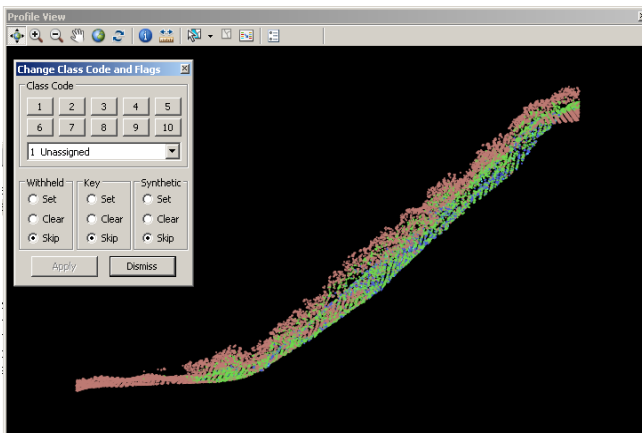 Profile View
Change Class Code and Flags
Class Code
1 2 3 4 5
6 7 8 9 10
1 Unassigned
Withheld Key Synthetic
Set Set Set
Clear Clear Clear
Skip Skip Skip
Apply Dismiss